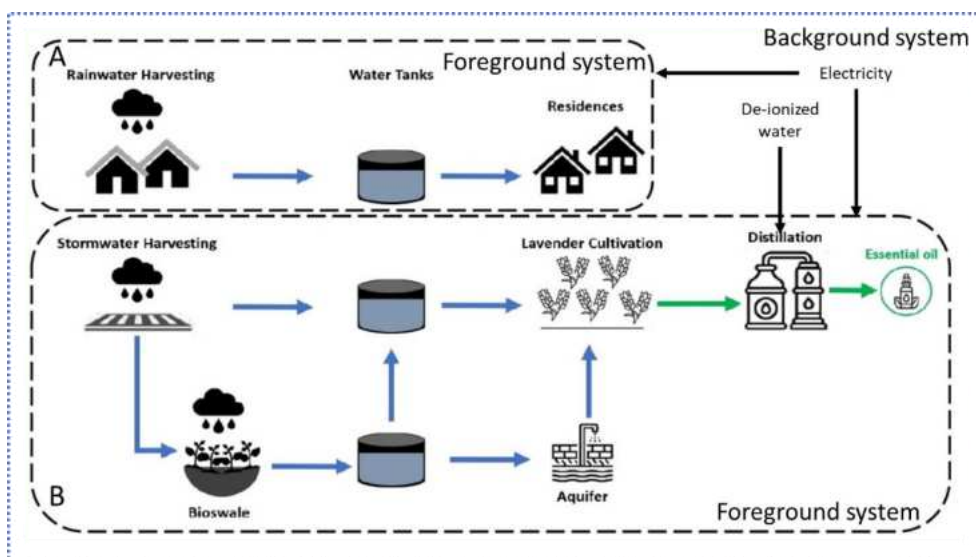 Background system
A
Foreground system
Rainwater Harvesting
Water Tanks
Electricity
Residences
De-ionized
water
Stormwater Harvesting
Lavender Cultivation
Distillation
Essential oil
Bioswale
Aquifer
B
Foreground system